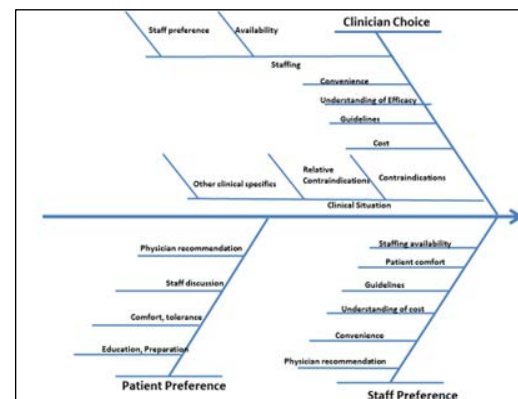 Clinician Choice
Staff preference
Availability
Staffing
Convenience
Understanding of Efficacy
Guidelines
Cost
Other clinical specifics
Relative
Contraindications
Contraindications
Clinical Situation
Physician recommendation
Staff discussion
Comfort, tolerance
Education, Preparation
Patient Preference
Staffing availability
Patient comfort
Guidelines
Understanding of cost
Convenience
Physician recommendation
Staff Preference